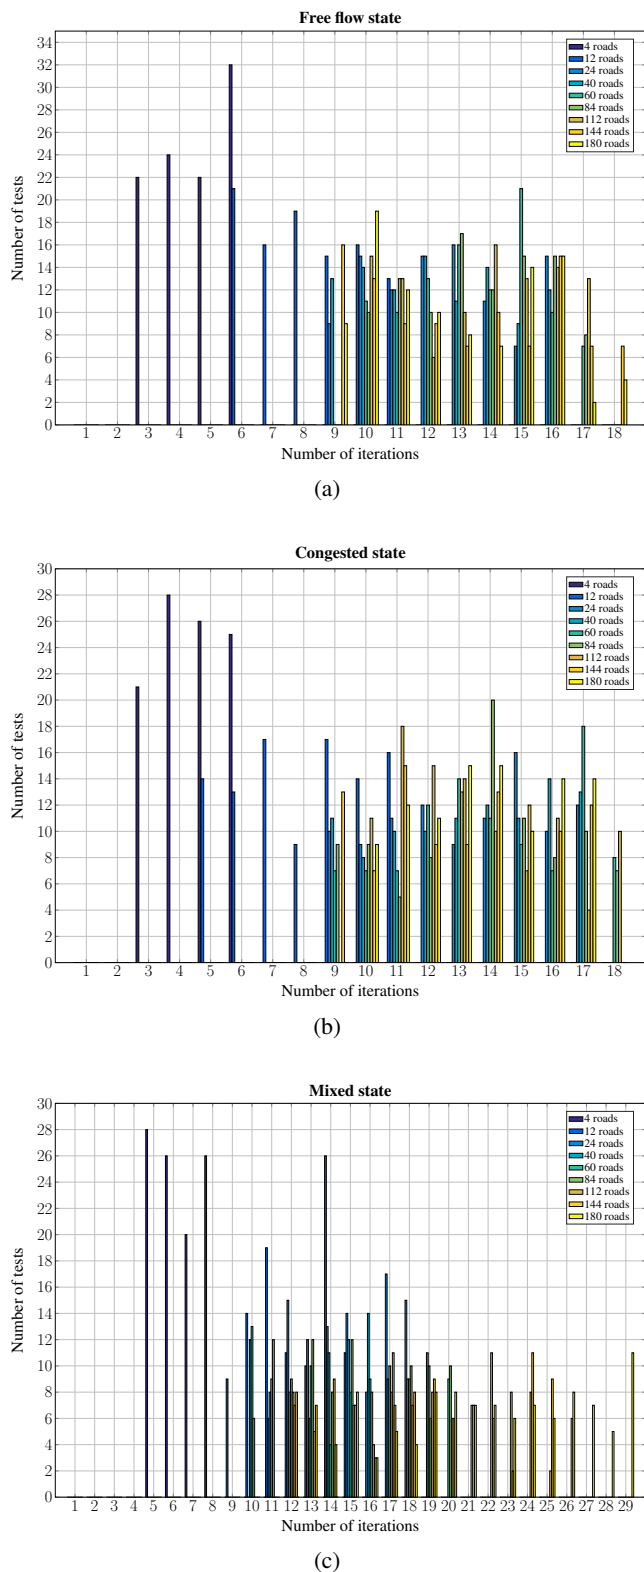 Free flow state
34
32
30
28
26
24
22
20
18
16
14
12
10
8
6
4
2
0
Number of tests
4 roads
12 roads
24 roads
40 roads
60 roads
84 roads
112 roads
144 roads
180 roads
1 2 3 4 5 6 7 8 9 10 11 12 13 14 15 16 17 18
Number of iterations
(a)
Congested state
30
28
26
24
22
20
18
16
14
12
10
8
6
4
2
0
Number of tests
4 roads
12 roads
24 roads
40 roads
60 roads
84 roads
112 roads
144 roads
180 roads
1 2 3 4 5 6 7 8 9 10 11 12 13 14 15 16 17 18
Number of iterations
(b)
Mixed state
30
28
26
24
22
20
18
16
14
12
10
8
6
4
2
0
Number of tests
4 roads
12 roads
24 roads
40 roads
60 roads
84 roads
112 roads
144 roads
180 roads
1 2 3 4 5 6 7 8 9 10 11 12 13 14 15 16 17 18 19 20 21 22 23 24 25 26 27 28 29
Number of iterations
(c)